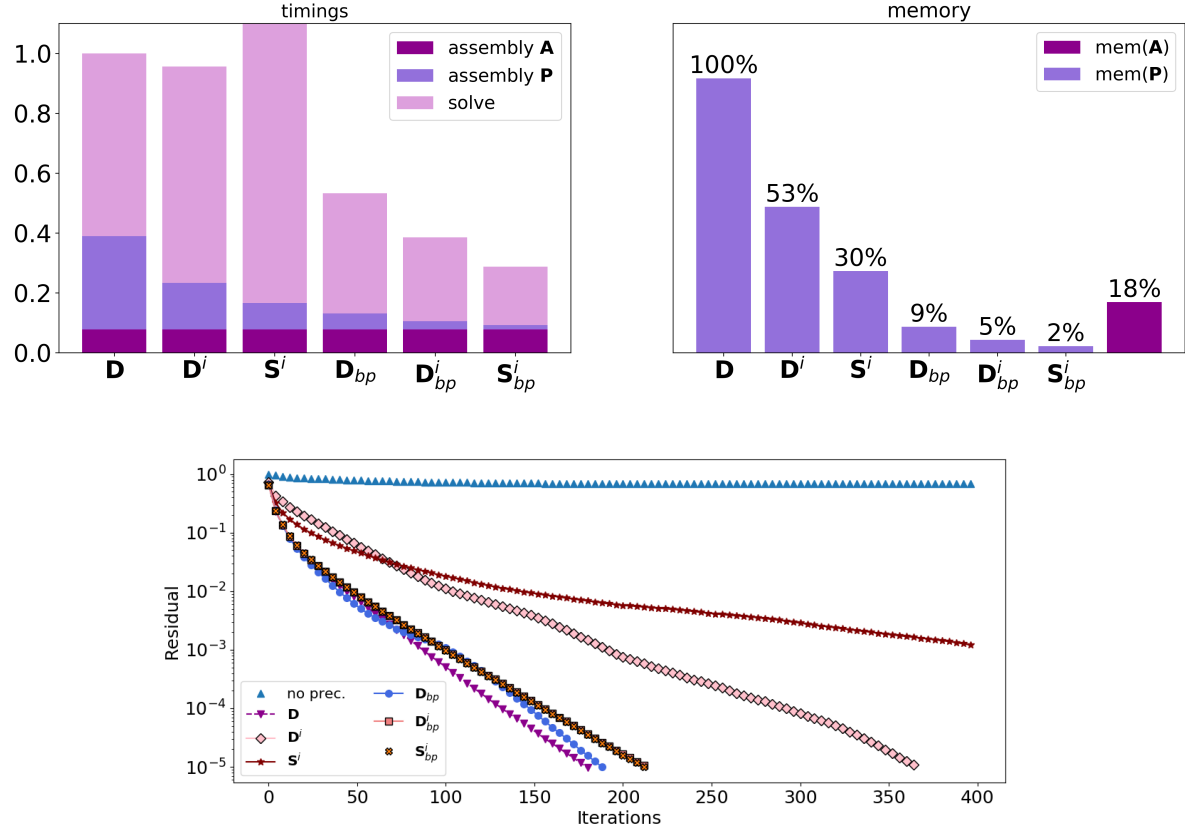 timings
1.0
0.8
0.6
0.4
0.2
0.0
assembly A
assembly P
solve
D
D^i
S^i
D_bp
D^i_bp
S^i_bp
memory
mem(A)
mem(P)
100%
53%
30%
9%
5%
2%
18%
D
D^i
S^i
D_bp
D^i_bp
S^i_bp
Residual
10^0
10^-1
10^-2
10^-3
10^-4
10^-5
no prec.
D
D^i
S^i
D_bp
D^i_bp
S^i_bp
0 50 100 150 200 250 300 350 400
Iterations